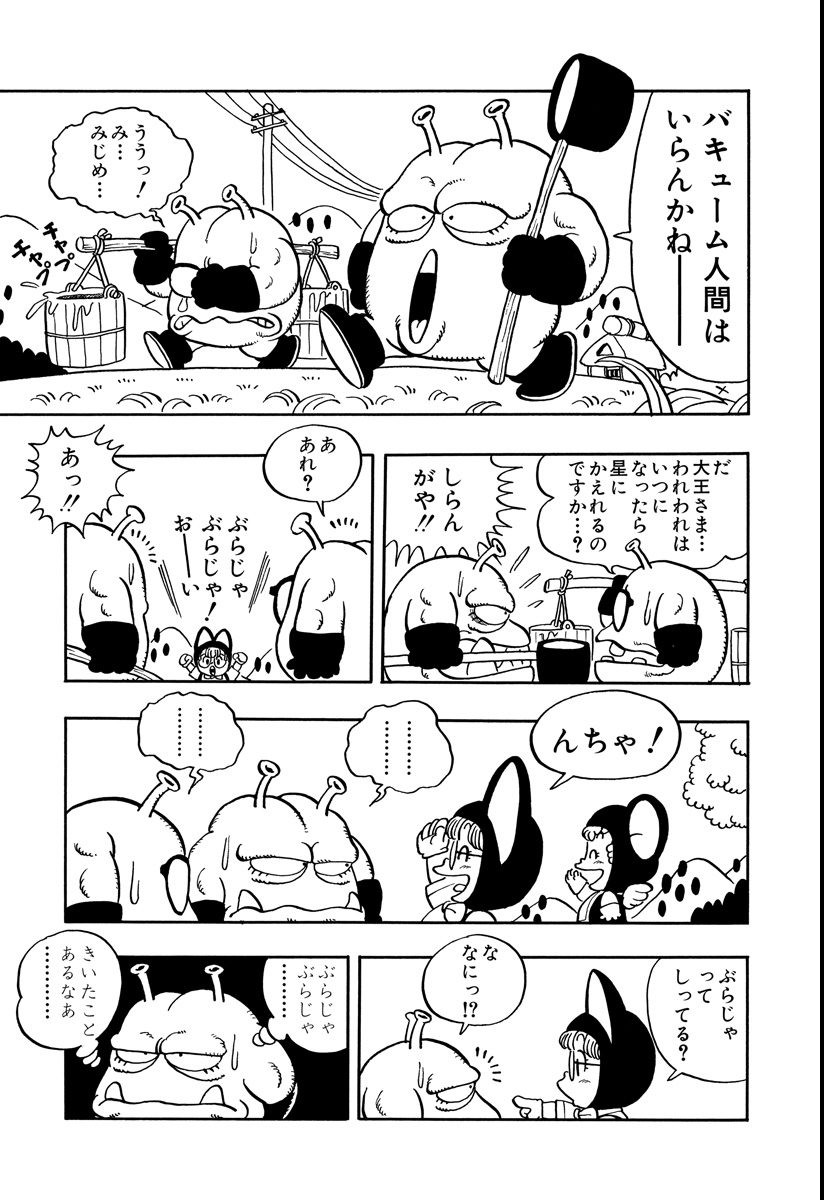 バキューム人間は
いらんかねーー
ううっ!
み…
みじめ…
チャプ
チャプ
だ
大王さま…
われわれは
いつに
なったら
星に
かえれるの
ですか…?
しらん
がや!!
あ
あれ?
ぶらじゃ
ぶらじゃ!
おーーい
あっ!!
んちゃ!
………
………
………
………
ぶらじゃ
って
しってる?
な
なにっ!?
ぶらじゃ
ぶらじゃ
………
きいたこと
あるなあ
………